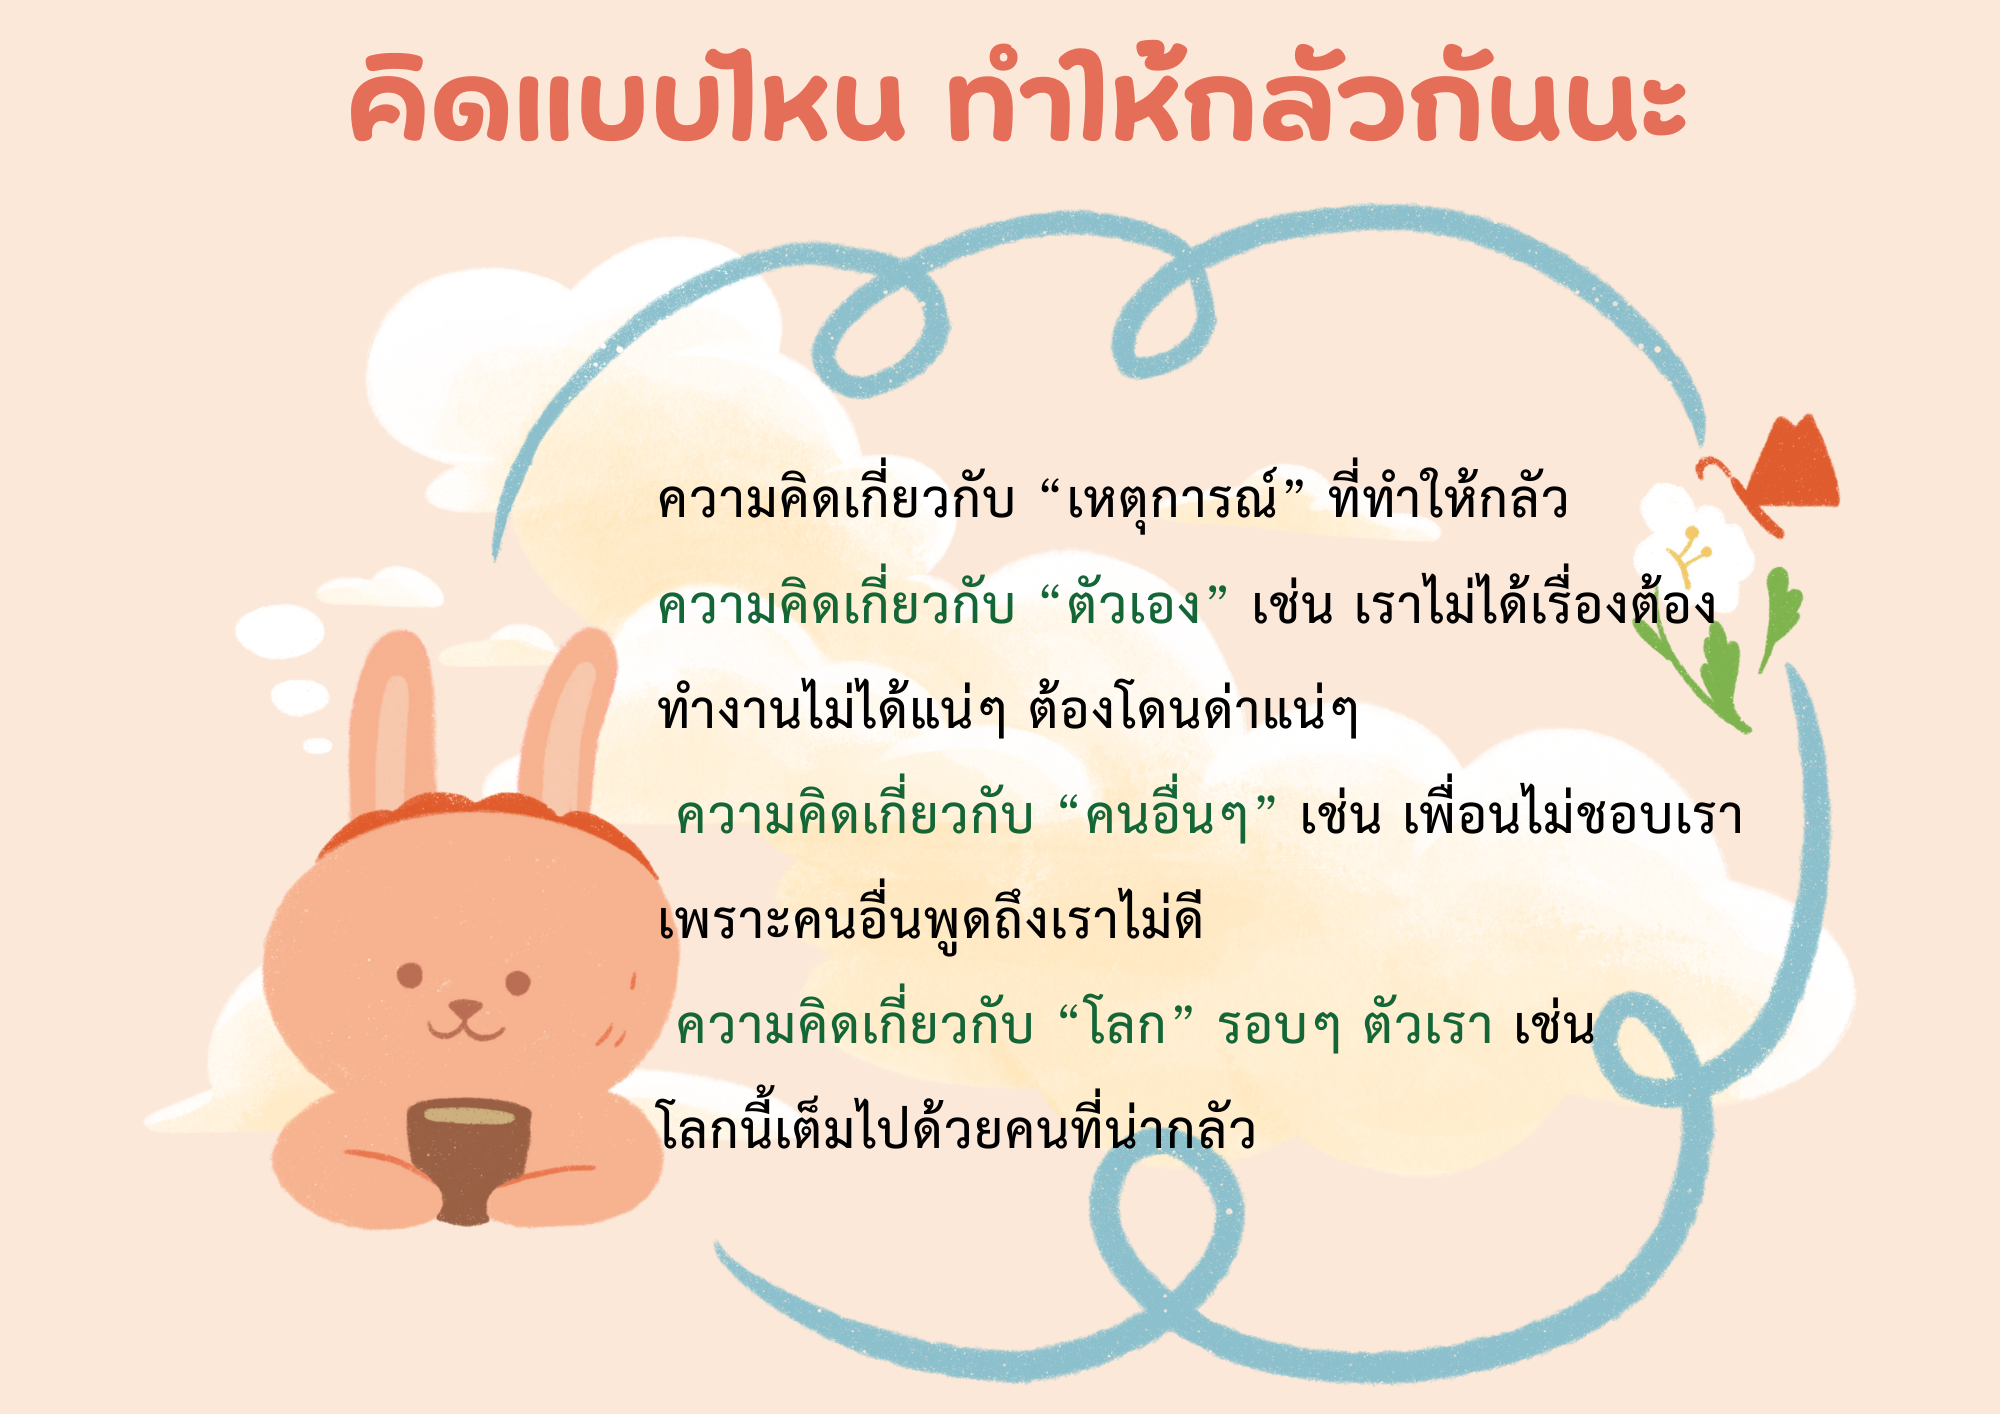 คิดแบบไหน ทำให้กลัวกันนะ
ความคิดเกี่ยวกับ “เหตุการณ์” ที่ทำให้กลัว
ความคิดเกี่ยวกับ “ตัวเอง” เช่น เราไม่ได้เรื่องต้อง
ทำงานไม่ได้แน่ๆ ต้องโดนด่าแน่ๆ
ความคิดเกี่ยวกับ “คนอื่นๆ” เช่น เพื่อนไม่ชอบเรา
เพราะคนอื่นพูดถึงเราไม่ดี
ความคิดเกี่ยวกับ “โลก” รอบๆ ตัวเรา เช่น
โลกนี้เต็มไปด้วยคนที่น่ากลัว